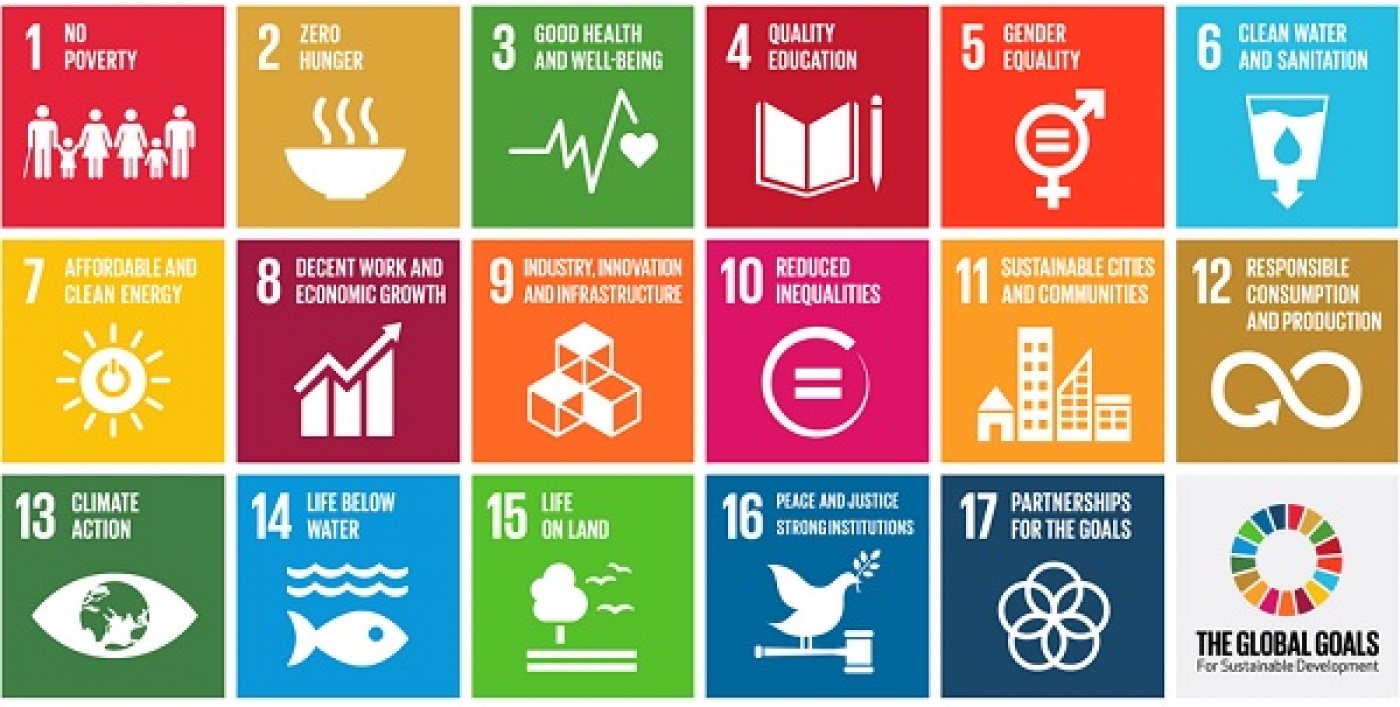 1 NO
POVERTY
2 ZERO
HUNGER
3 GOOD HEALTH
AND WELL-BEING
4 QUALITY
EDUCATION
5 GENDER
EQUALITY
6 CLEAN WATER
AND SANITATION
7 AFFORDABLE AND
CLEAN ENERGY
8 DECENT WORK AND
ECONOMIC GROWTH
9 INDUSTRY, INNOVATION
AND INFRASTRUCTURE
10 REDUCED
INEQUALITIES
11 SUSTAINABLE CITIES
AND COMMUNITIES
12 RESPONSIBLE
CONSUMPTION
AND PRODUCTION
13 CLIMATE
ACTION
14 LIFE BELOW
WATER
15 LIFE
ON LAND
16 PEACE AND JUSTICE
STRONG INSTITUTIONS
17 PARTNERSHIPS
FOR THE GOALS
THE GLOBAL GOALS
For Sustainable Development